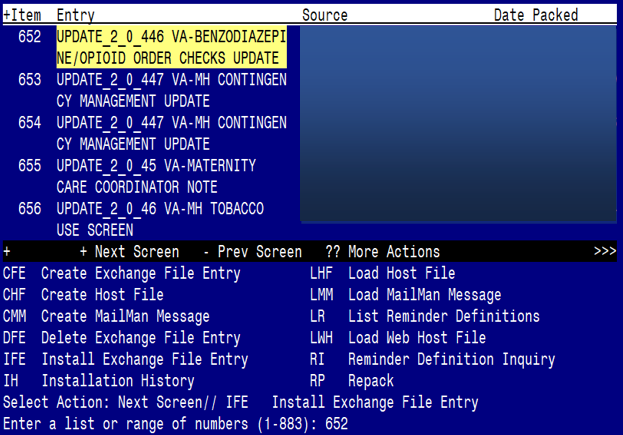 +Item  Entry  Source  Date Packed
652  UPDATE_2_0_446 VA-BENZODIAZEPI
NE/OPIOID ORDER CHECKS UPDATE
653  UPDATE_2_0_447 VA-MH CONTINGEN
CY MANAGEMENT UPDATE
654  UPDATE_2_0_447 VA-MH CONTINGEN
CY MANAGEMENT UPDATE
655  UPDATE_2_0_45 VA-MATERNITY
CARE COORDINATOR NOTE
656  UPDATE_2_0_46 VA-MH TOBACCO
USE SCREEN
+  + Next Screen  - Prev Screen  ?? More Actions  >>>
CFE  Create Exchange File Entry  LHF  Load Host File
CHF  Create Host File  LMM  Load MailMan Message
CMM  Create MailMan Message  LR  List Reminder Definitions
DFE  Delete Exchange File Entry  LWH  Load Web Host File
IFE  Install Exchange File Entry  RI  Reminder Definition Inquiry
IH  Installation History  RP  Repack
Select Action: Next Screen// IFE  Install Exchange File Entry
Enter a list or range of numbers (1-883): 652